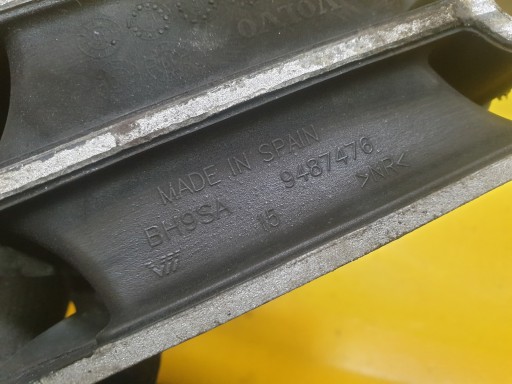 VOLVO
MADE IN SPAIN
BH9SA 9487476
15 >NR<